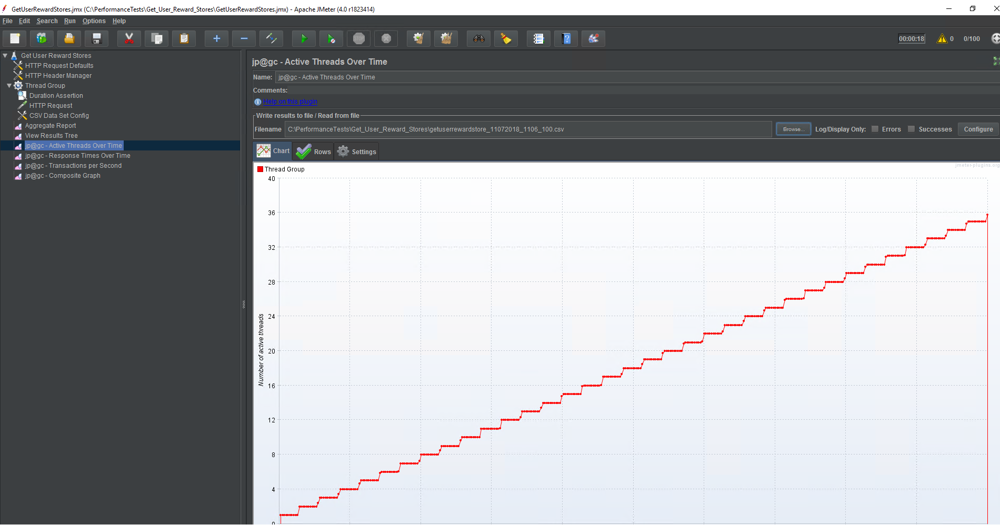 GetUserRewardStores.jmx (C:\PerformanceTests\Get_User_Reward_Stores\GetUserRewardStores.jmx) - Apache JMeter (4.0 r1823414)
File Edit Search Run Options Help
STOP
00:00:18 0 0/100
Get User Reward Stores
HTTP Request Defaults
HTTP Header Manager
Thread Group
Duration Assertion
HTTP Request
CSV Data Set Config
Aggregate Report
View Results Tree
jp@gc - Active Threads Over Time
jp@gc - Response Times Over Time
jp@gc - Transactions per Second
jp@gc - Composite Graph
jp@gc - Active Threads Over Time
Name: jp@gc - Active Threads Over Time
Comments:
Help on this plugin
Write results to file / Read from file
Filename C:\PerformanceTests\Get_User_Reward_Stores\getuserrewardstore_11072018_1106_100.csv Browse... Log/Display Only: Errors Successes Configure
Chart Rows Settings
Thread Group
jmeter-plugins.org
40
36
32
28
24
20
16
12
8
4
0
Number of active threads